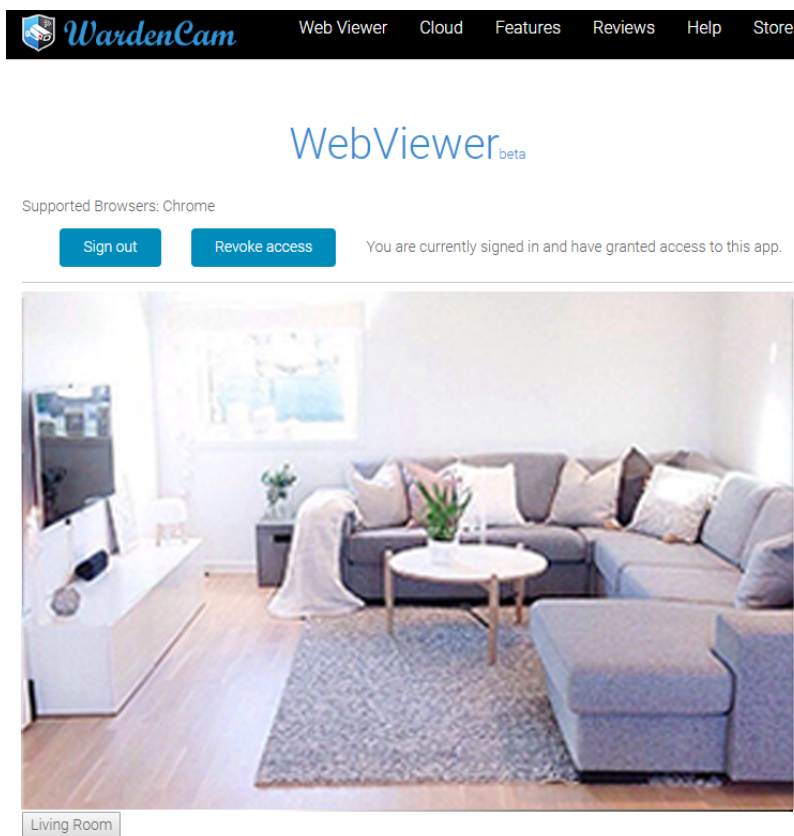 WardenCam Web Viewer Cloud Features Reviews Help Store
WebViewer beta
Supported Browsers: Chrome
Sign out Revoke access You are currently signed in and have granted access to this app.
Living Room